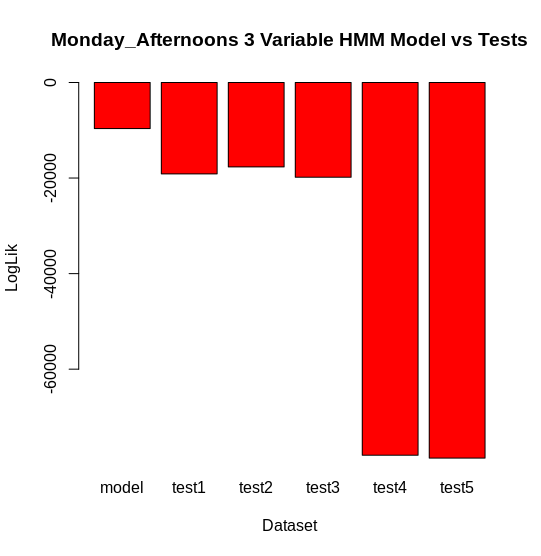 Monday_Afternoons 3 Variable HMM Model vs Tests
LogLik
0
-20000
-40000
-60000
model test1 test2 test3 test4 test5
Dataset